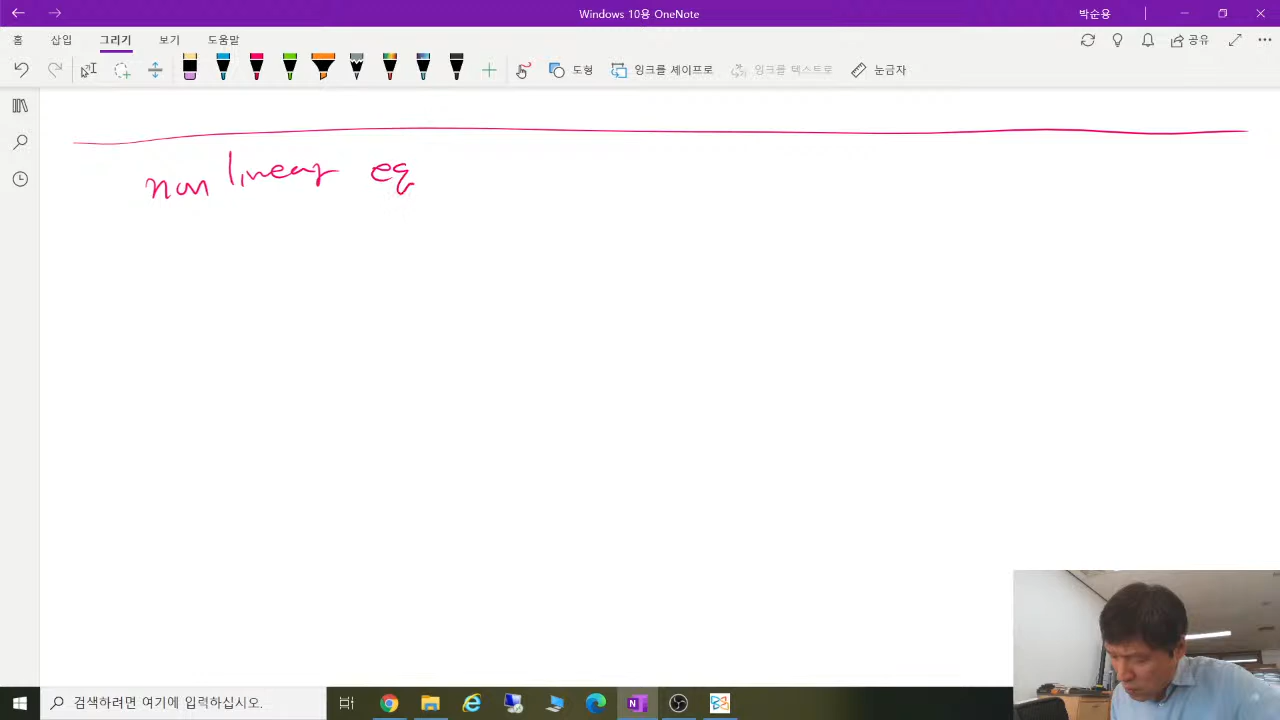 Windows 10용 OneNote
박순용
홈 삽입 그리기 보기 도움말
공유
도형 잉크를 셰이프로 잉크를 텍스트로 눈금자
non linear eq
검색하려면 여기에 입력하십시오.